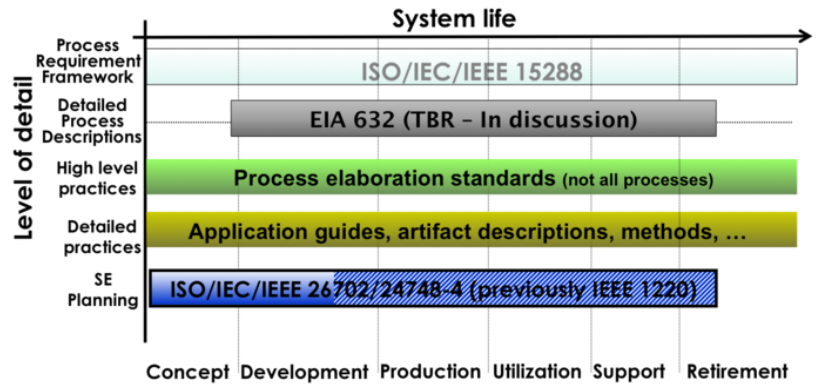 System life
Level of detail
Process
Requirement
Framework
ISO/IEC/IEEE 15288
Detailed
Process
Descriptions
EIA 632 (TBR – In discussion)
High level
practices
Process elaboration standards (not all processes)
Detailed
practices
Application guides, artifact descriptions, methods, …
SE
Planning
ISO/IEC/IEEE 26702/24748-4 (previously IEEE 1220)
Concept Development Production Utilization Support Retirement